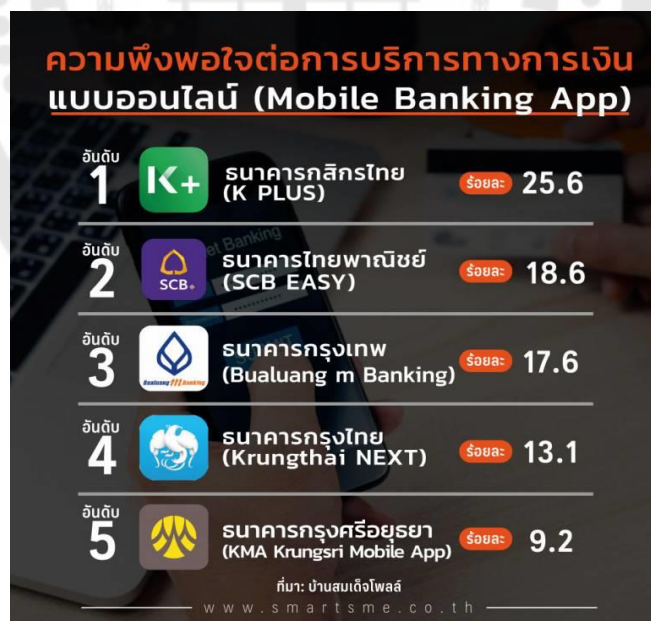 ความพึงพอใจต่อการบริการทางการเงิน
แบบออนไลน์ (Mobile Banking App)
อันดับ
1
K+
ธนาคารกสิกรไทย
(K PLUS)
ร้อยละ 25.6
et Banking
อันดับ
2
SCB
ธนาคารไทยพาณิชย์
(SCB EASY)
ร้อยละ 18.6
อันดับ
3
Bualuang m Banking
ธนาคารกรุงเทพ
(Bualuang m Banking)
ร้อยละ 17.6
อันดับ
4
ธนาคารกรุงไทย
(Krungthai NEXT)
ร้อยละ 13.1
อันดับ
5
ธนาคารกรุงศรีอยุธยา
(KMA Krungsri Mobile App)
ร้อยละ 9.2
ที่มา: บ้านสมเด็จโพลล์
www.smartsme.co.th